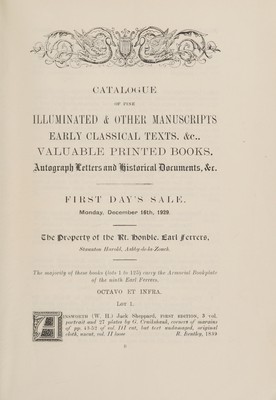 CATALOGUE
OF FINE
ILLUMINATED & OTHER MANUSCRIPTS
EARLY CLASSICAL TEXTS, &c.,
VALUABLE PRINTED BOOKS,
Autograph Letters and Historical Documents, &c.
FIRST DAY'S SALE.
Monday, December 16th, 1929.
The Property of the Rt. Honble. Earl Ferrers,
Staunton Harold, Ashby-de-la-Zouch.
The majority of these books (lots 1 to 125) carry the Armorial Bookplate
of the ninth Earl Ferrers.
OCTAVO ET INFRA.
LOT 1.
AINSWORTH (W. H.) Jack Sheppard, FIRST EDITION, 3 vol.
portrait and 27 plates by G. Cruikshank, corners of margins
of pp. 49-52 of vol. III cut, but text undamaged, original
cloth, uncut, vol. II loose R. Bentley, 1839